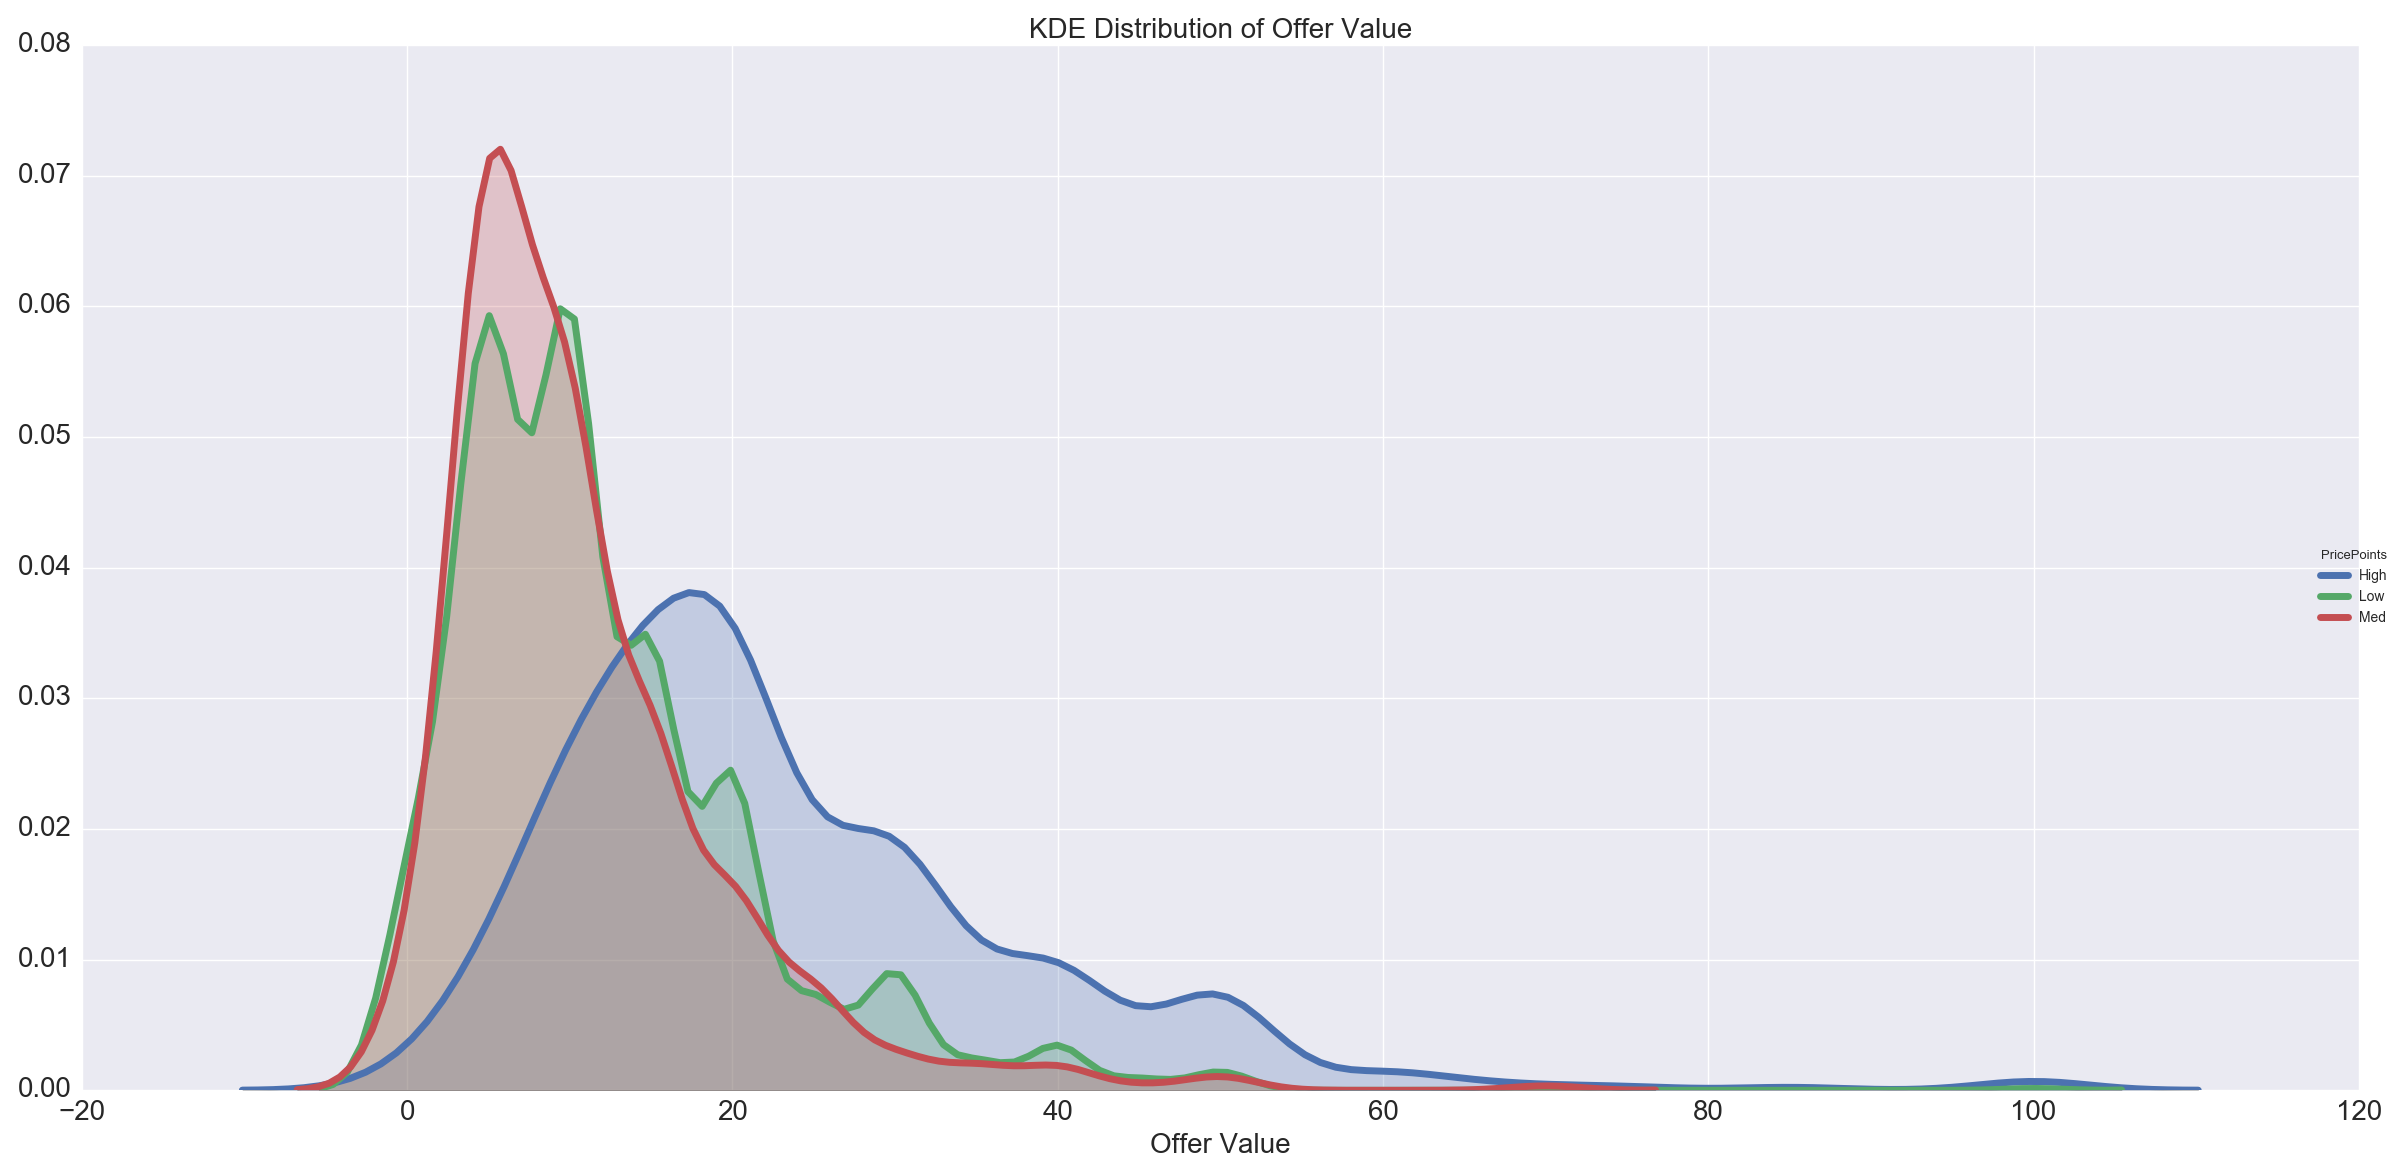 KDE Distribution of Offer Value
0.08
0.07
0.06
0.05
0.04
0.03
0.02
0.01
0.00
PricePoints
High
Low
Med
−20 0 20 40 60 80 100 120
Offer Value